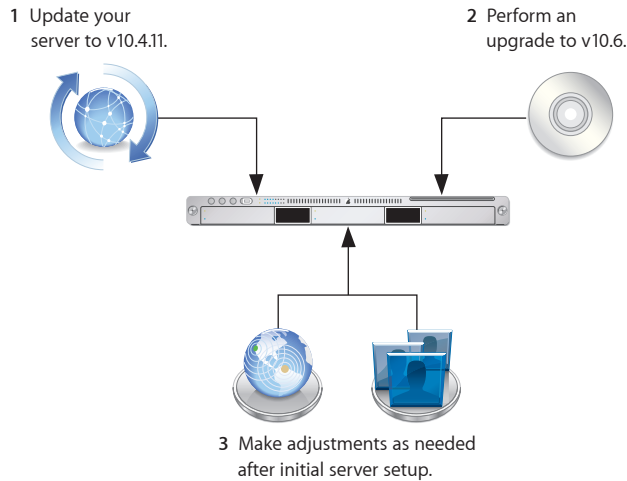 1 Update your
server to v10.4.11.
2 Perform an
upgrade to v10.6.
3 Make adjustments as needed
after initial server setup.